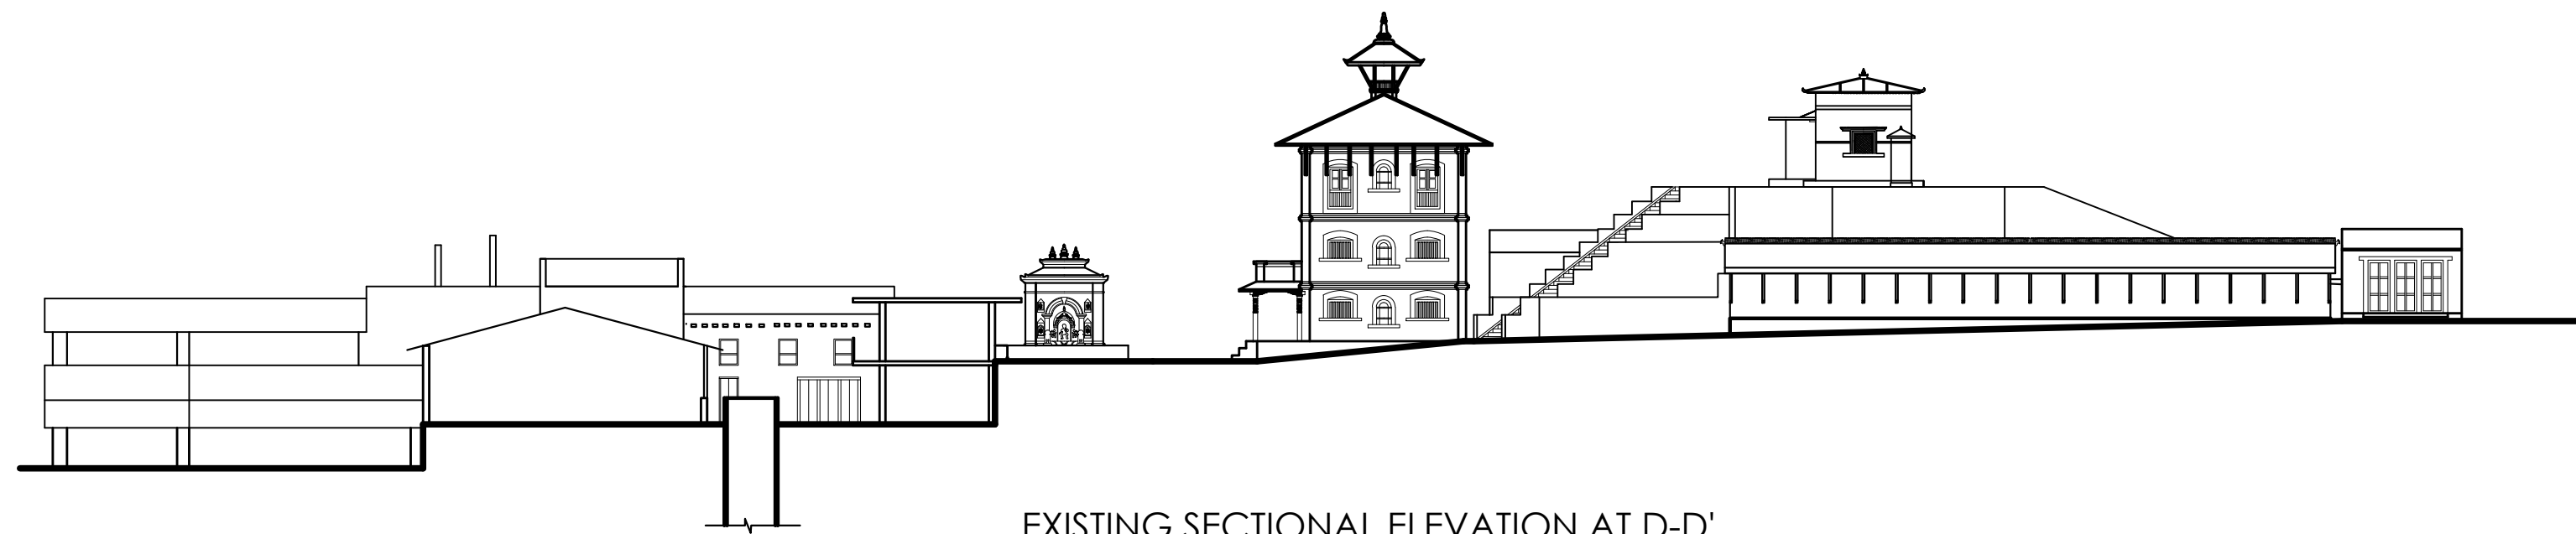 EXISTING SECTIONAL ELEVATION AT D-D'